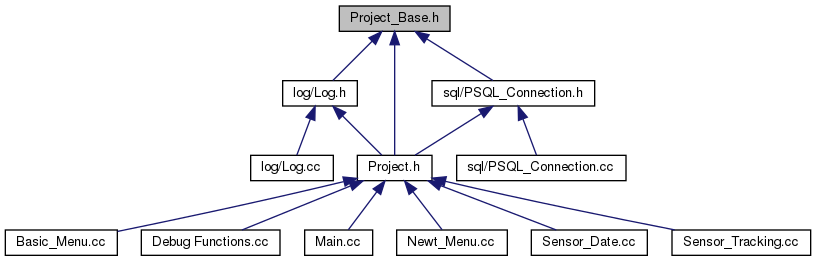 Project_Base.h
log/Log.h
sql/PSQL_Connection.h
log/Log.cc
Project.h
sql/PSQL_Connection.cc
Basic_Menu.cc
Debug Functions.cc
Main.cc
Newt_Menu.cc
Sensor_Date.cc
Sensor_Tracking.cc